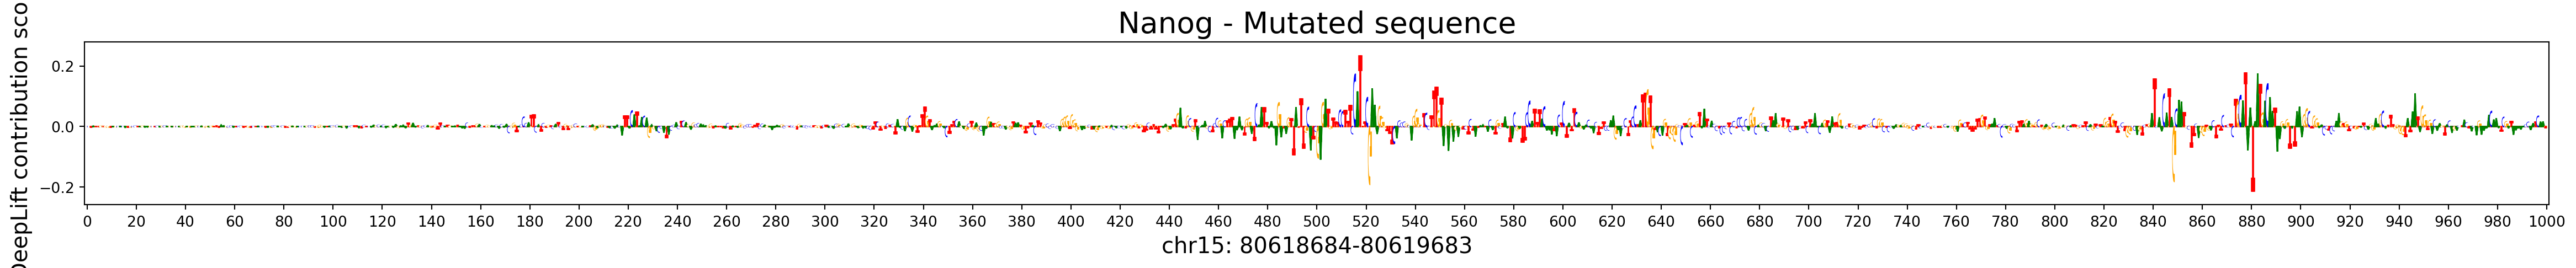 Nanog - Mutated sequence
DeepLift contribution sco
0.2
0.0
−0.2
0 20 40 60 80 100 120 140 160 180 200 220 240 260 280 300 320 340 360 380 400 420 440 460 480 500 520 540 560 580 600 620 640 660 680 700 720 740 760 780 800 820 840 860 880 900 920 940 960 980 1000
chr15: 80618684-80619683